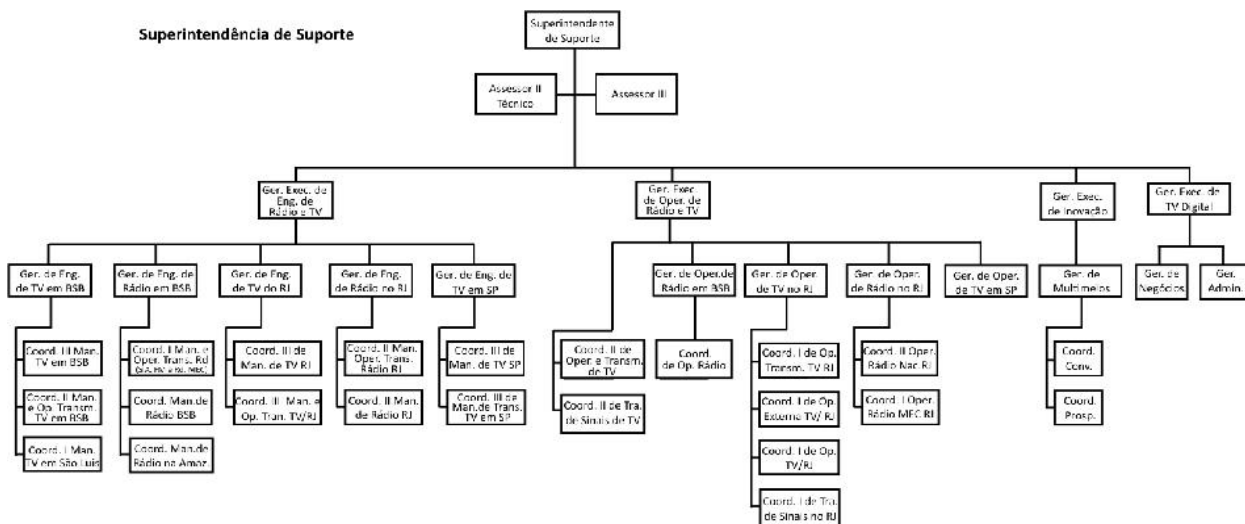 Superintendência de Suporte
Superintendente
de Suporte
Assessor II
Técnico
Assessor III
Ger. Exec. de
Eng. de
Rádio e TV
Ger. Exec.
de Oper. de
Rádio e TV
Ger. Exec.
de Inovação
Ger. Exec. de
TV Digital
Ger. de Eng.
de TV em BSB
Ger. de Eng. de
Rádio em BSB
Ger. de Eng.
de TV do RJ
Ger. de Eng.
de Rádio no RJ
Ger. de Eng. de
TV em SP
Ger. de Oper.de
Rádio em BSB
Ger. de Oper.
de TV no RJ
Ger. de Oper.
de Rádio no RJ
Ger. de Oper.
de TV em SP
Ger. de
Multimeios
Ger. de
Negócios
Ger.
Admin.
Coord. III Man.
TV em BSB
Coord. II Man.
e Op. Transm.
TV em BSB
Coord. I Man.
TV em São Luis
Coord. I Man. e
Oper. Trans. Rd
e Rd. MEC)
Coord. Man.de
Rádio BSB
Coord. Man.de
Rádio na Amaz.
Coord. III de
Man. de TV RJ
Coord. III Man. e
Op. Tran. TV/RJ
Coord. II Man.
Oper. Trans.
Rádio RJ
Coord. II Man.
de Rádio RJ
Coord. III de
Man. de TV SP
Coord. III de
Man.de Trans.
TV em SP
Coord. II de
Oper. e Transm.
de TV
Coord. II de Tra.
de Sinais de TV
Coord.
de Op. Rádio
Coord. I de Op.
Transm. TV RJ
Coord. I de Op.
Externa TV/ RJ
Coord. I de Op.
TV/RJ
Coord. I de Tra.
de Sinais no RJ
Coord. II Oper.
Rádio Nac.RJ
Coord. I Oper.
Rádio MEC RJ
Coord.
Conv.
Coord.
Prosp.